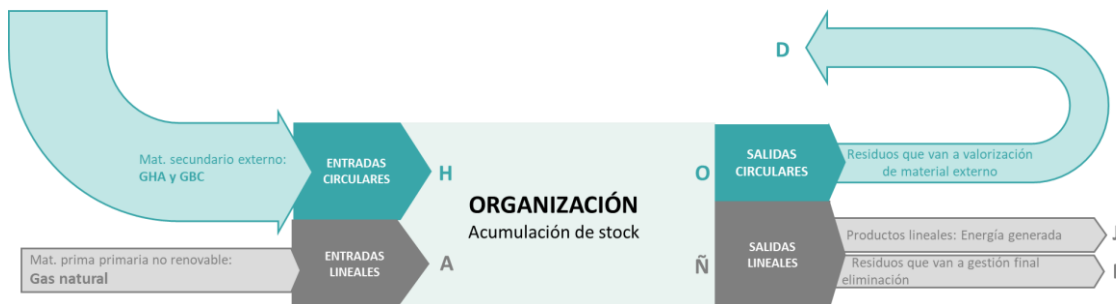 D
Mat. secundario externo:
GHA y GBC
ENTRADAS
CIRCULARES
H
ORGANIZACIÓN
Acumulación de stock
O
SALIDAS
CIRCULARES
Residuos que van a valorización
de material externo
Mat. prima primaria no renovable:
Gas natural
ENTRADAS
LINEALES
A
Ñ
SALIDAS
LINEALES
Productos lineales: Energía generada
J
Residuos que van a gestión final
eliminación